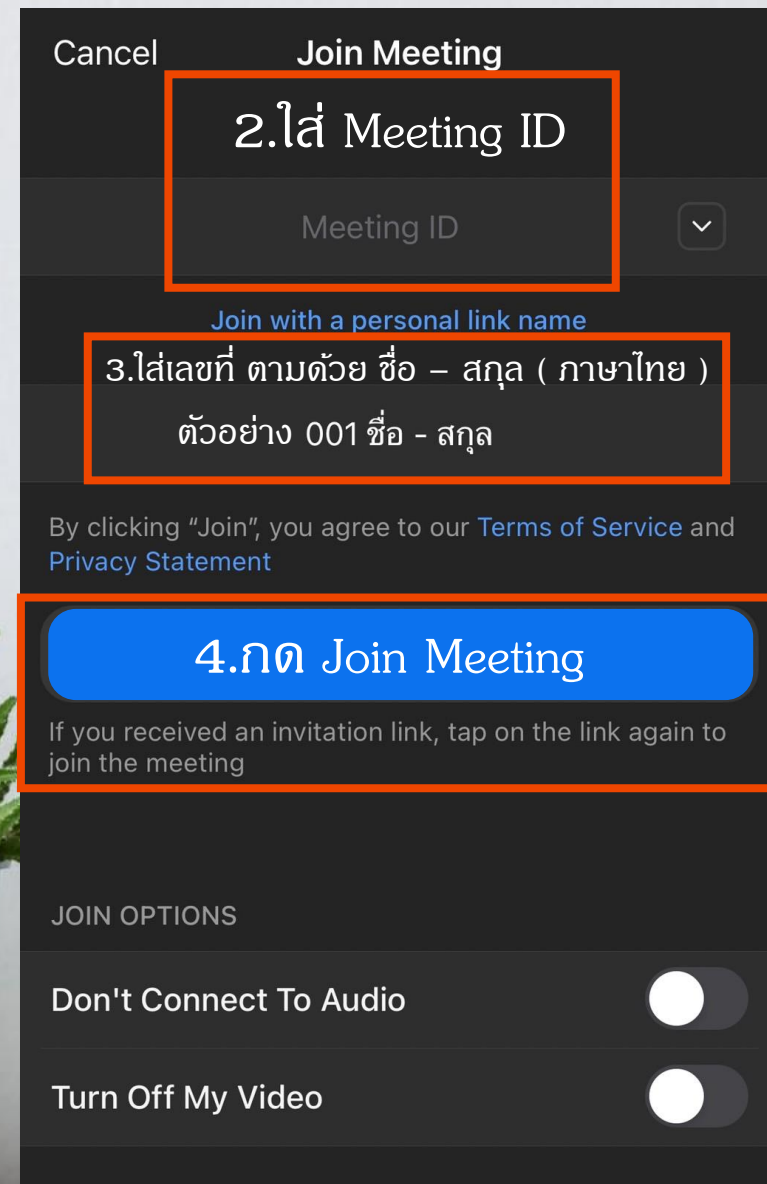 Cancel Join Meeting
2.ใส่ Meeting ID
Meeting ID
Join with a personal link name
3.ใส่เลขที่ ตามด้วย ชื่อ – สกุล ( ภาษาไทย )
ตัวอย่าง 001 ชื่อ - สกุล
By clicking “Join”, you agree to our Terms of Service and
Privacy Statement
4.กด Join Meeting
If you received an invitation link, tap on the link again to
join the meeting
JOIN OPTIONS
Don't Connect To Audio
Turn Off My Video